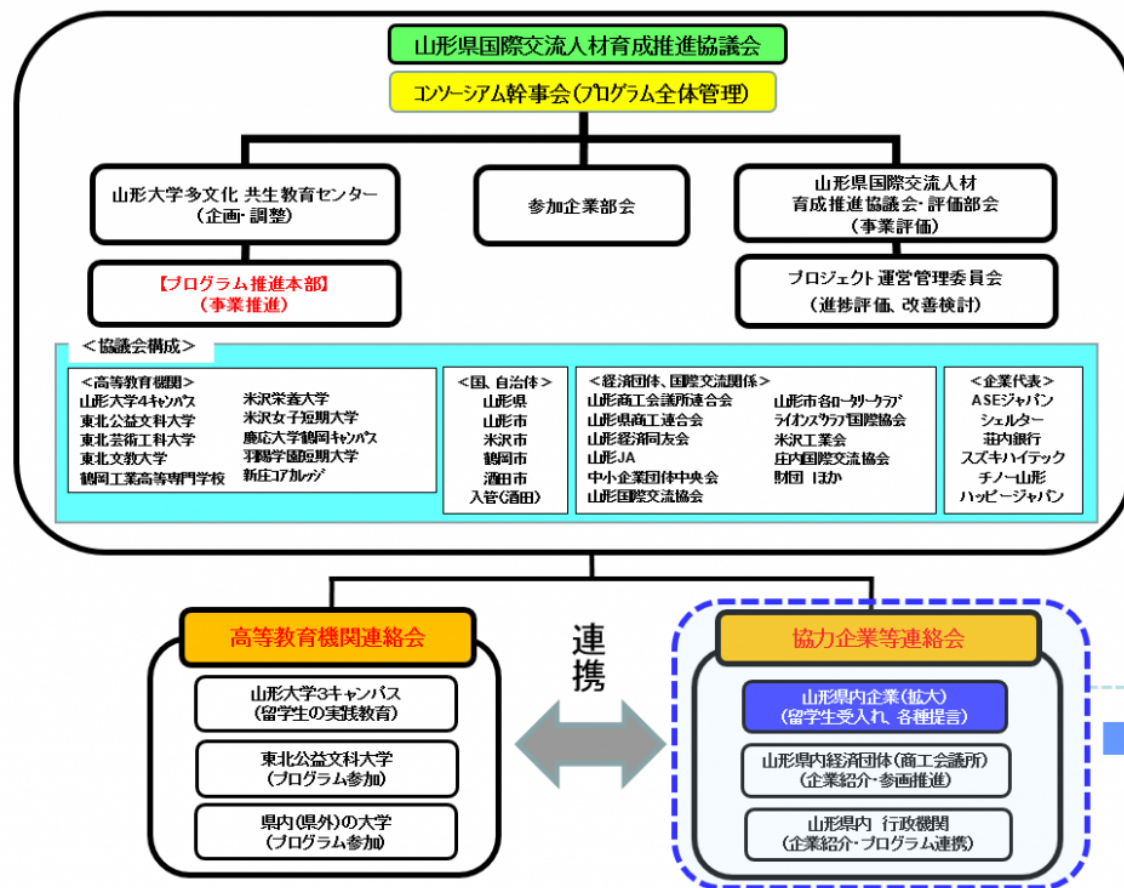 山形県国際交流人材育成推進協議会
コンソーシアム幹事会(プログラム全体管理)
山形大学多文化 共生教育センター
(企画・調整)
参加企業部会
山形県国際交流人材
育成推進協議会・評価部会
(事業評価)
【プログラム推進本部】
(事業推進)
プロジェクト運営管理委員会
(進捗評価、改善検討)
<協議会構成>
<高等教育機関>
山形大学4キャンパス
東北公益文科大学
東北芸術工科大学
東北文教大学
鶴岡工業高等専門学校
米沢栄養大学
米沢女子短期大学
慶応大学鶴岡キャンパス
羽陽学園短期大学
新庄コアカレッジ
<国、自治体>
山形県
山形市
米沢市
鶴岡市
酒田市
入管(酒田)
<経済団体、国際交流関係>
山形商工会議所連合会
山形県商工連合会
山形経済同友会
山形JA
中小企業団体中央会
山形国際交流協会
山形市各ロータリークラブ
ライオンズクラブ国際協会
米沢工業会
庄内国際交流協会
財団 ほか
<企業代表>
ASEジャパン
シェルター
荘内銀行
スズキハイテック
チノー山形
ハッピージャパン
高等教育機関連絡会
山形大学3キャンパス
(留学生の実践教育)
東北公益文科大学
(プログラム参加)
県内(県外)の大学
(プログラム参加)
連携
協力企業等連絡会
山形県内企業(拡大)
(留学生受入れ、各種提言)
山形県内経済団体(商工会議所)
(企業紹介・参画推進)
山形県内 行政機関
(企業紹介・プログラム連携)